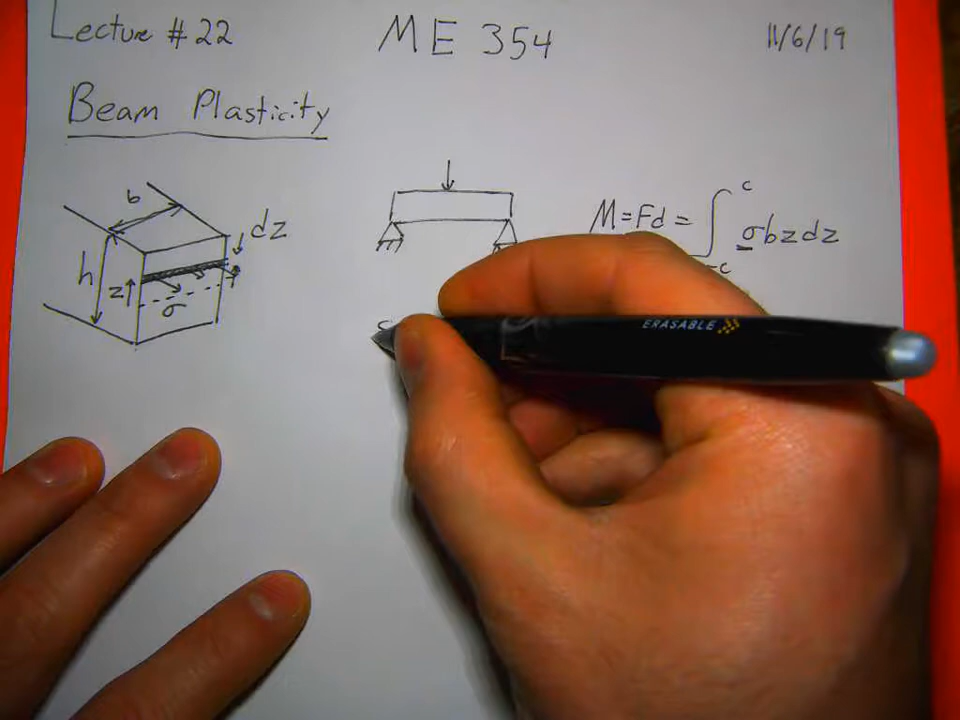 Lecture # 22 ME 354 11/6/19
Beam Plasticity
b
dz
h
z
σ
c
M = Fd = ∫ σbzdz
-c
c
ERASABLE